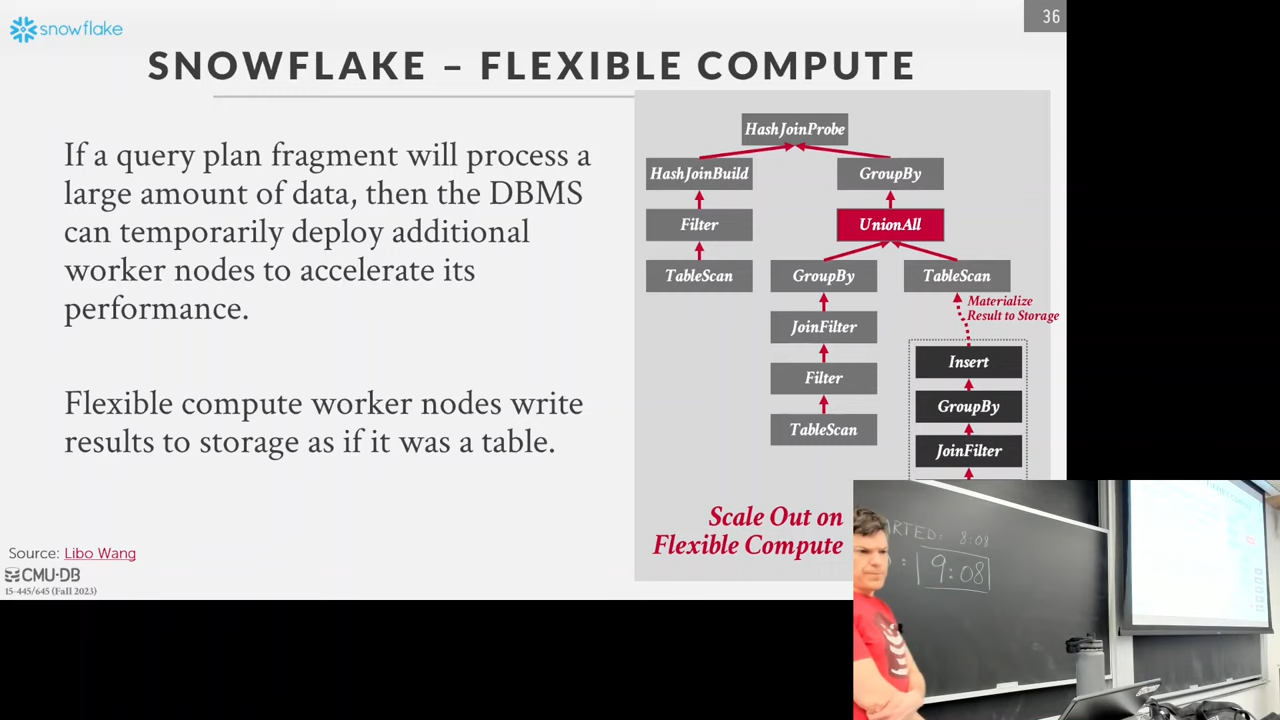 snowflake
36
SNOWFLAKE – FLEXIBLE COMPUTE
If a query plan fragment will process a
large amount of data, then the DBMS
can temporarily deploy additional
worker nodes to accelerate its
performance.
Flexible compute worker nodes write
results to storage as if it was a table.
HashJoinProbe
HashJoinBuild
GroupBy
Filter
UnionAll
TableScan
GroupBy
TableScan
Materialize
Result to Storage
JoinFilter
Insert
Filter
GroupBy
TableScan
JoinFilter
Scale Out on
Flexible Compute
Source: Libo Wang
CMU·DB
15-445/645 (Fall 2023)
8:08
9:08